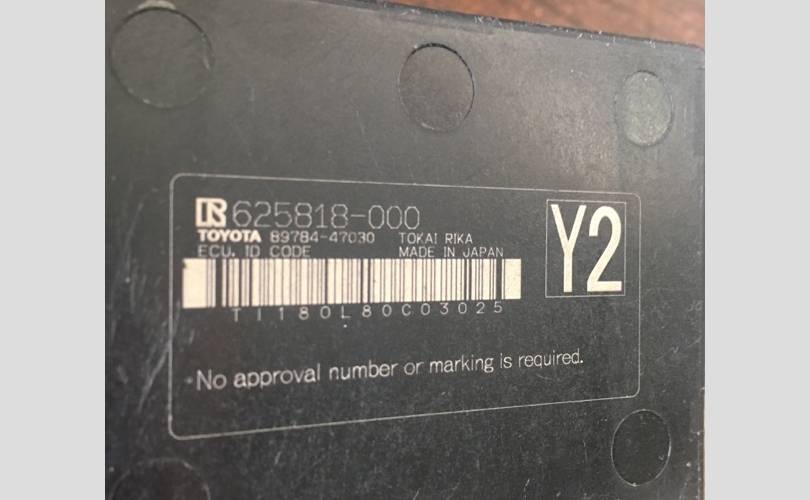 R 625818-000
TOYOTA 89784-47030 TOKAI RIKA
ECU, ID CODE MADE IN JAPAN
Y2
TI180L80C03025
No approval number or marking is required.